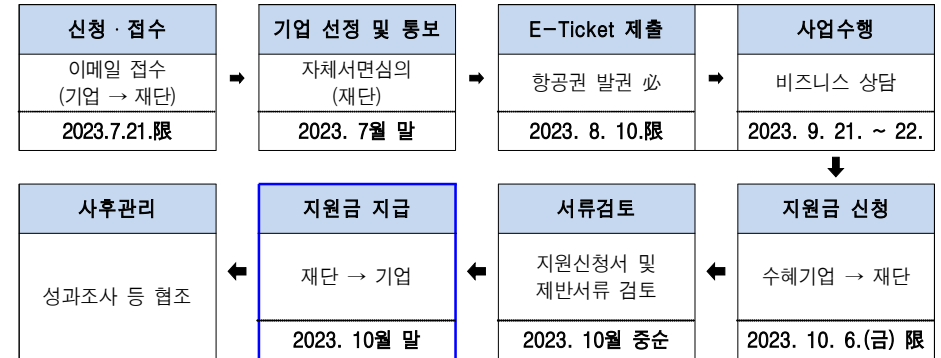 신청 · 접수
이메일 접수
(기업 → 재단)
2023.7.21.限
기업 선정 및 통보
자체서면심의
(재단)
2023. 7월 말
E-Ticket 제출
항공권 발권 必
2023. 8. 10.限
사업수행
비즈니스 상담
2023. 9. 21. ~ 22.
지원금 신청
수혜기업 → 재단
2023. 10. 6.(금) 限
서류검토
지원신청서 및
제반서류 검토
2023. 10월 중순
지원금 지급
재단 → 기업
2023. 10월 말
사후관리
성과조사 등 협조